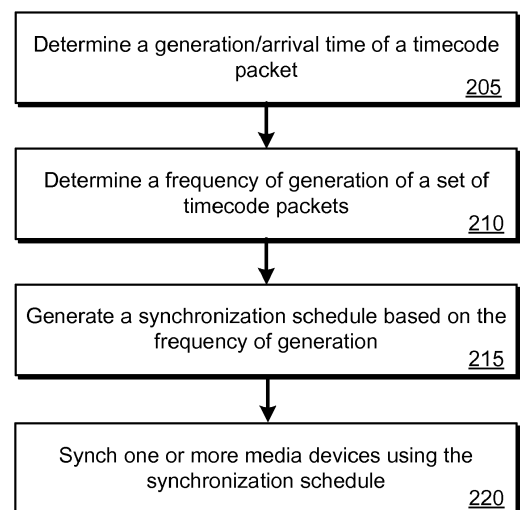 Determine a generation/arrival time of a timecode
packet
205
Determine a frequency of generation of a set of
timecode packets
210
Generate a synchronization schedule based on the
frequency of generation
215
Synch one or more media devices using the
synchronization schedule
220